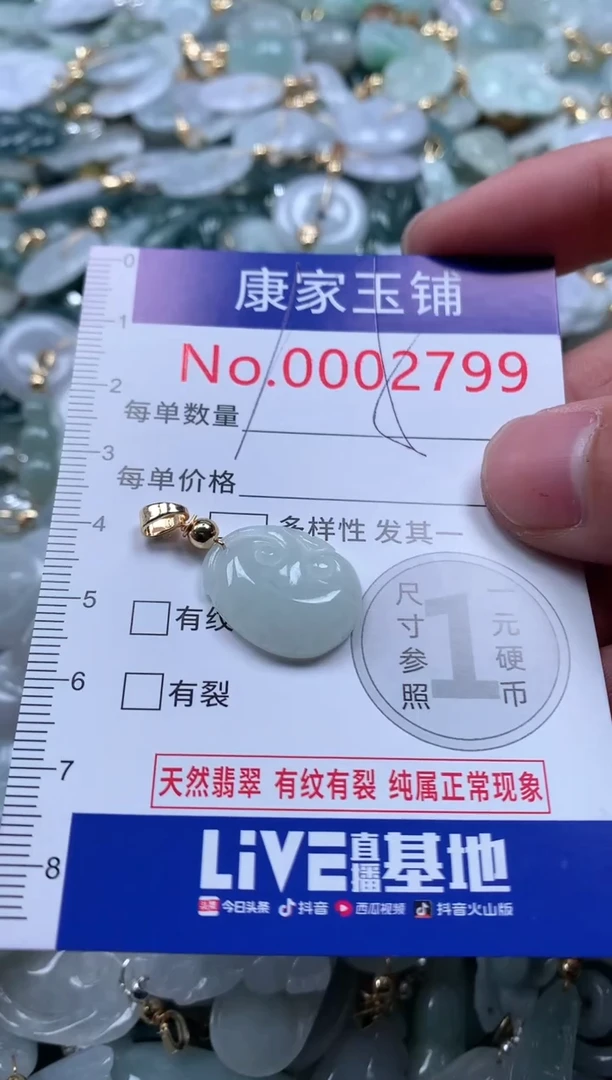 0
康家玉铺
1
No.0002799
2
每单数量
3
每单价格
4
多样性 发其一
5
有纹
尺寸参照
1
一元硬币
6
有裂
7
天然翡翠 有纹有裂 纯属正常现象
8
LiVE直播基地
头条 今日头条 抖音 西瓜视频 抖音火山版